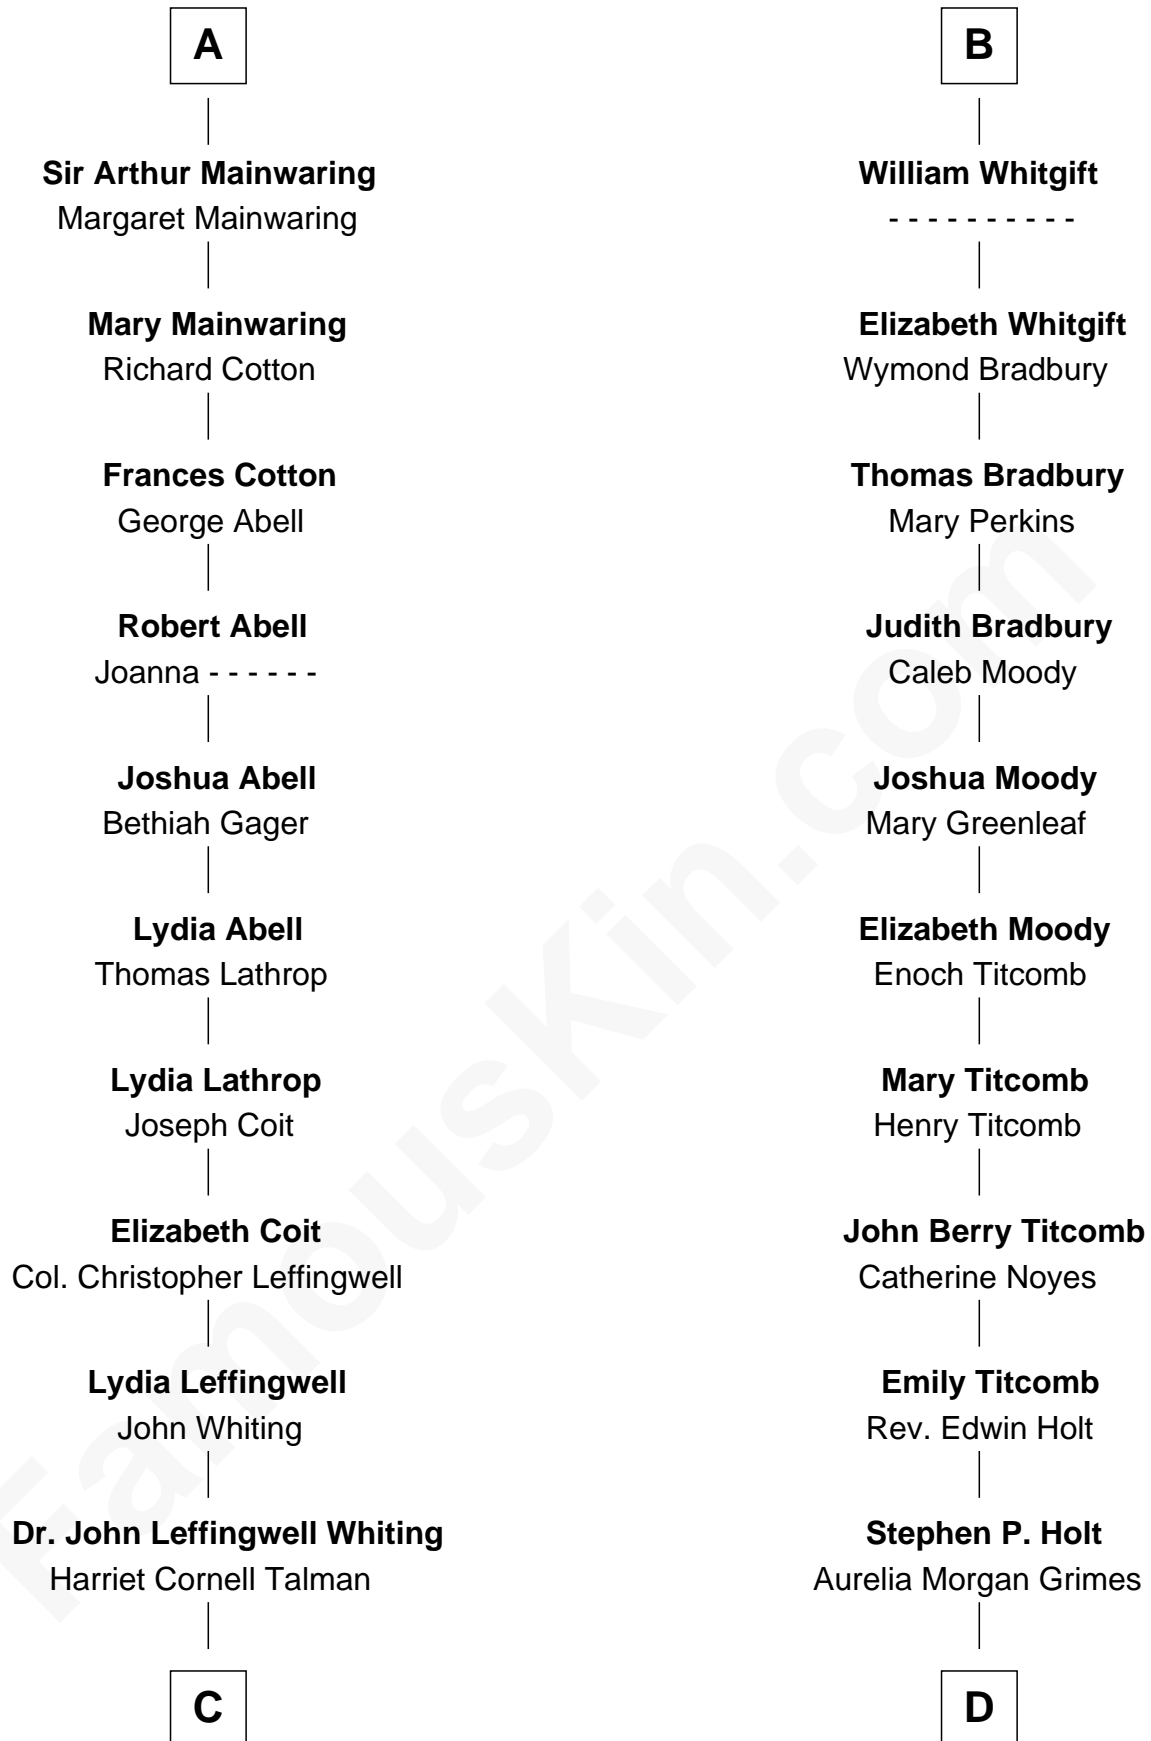 A
Sir Arthur Mainwaring
Margaret Mainwaring
Mary Mainwaring
Richard Cotton
Frances Cotton
George Abell
Robert Abell
Joanna - - - - - -
Joshua Abell
Bethiah Gager
Lydia Abell
Thomas Lathrop
Lydia Lathrop
Joseph Coit
Elizabeth Coit
Col. Christopher Leffingwell
Lydia Leffingwell
John Whiting
Dr. John Leffingwell Whiting
Harriet Cornell Talman
C
B
William Whitgift
- - - - - - - - - -
Elizabeth Whitgift
Wymond Bradbury
Thomas Bradbury
Mary Perkins
Judith Bradbury
Caleb Moody
Joshua Moody
Mary Greenleaf
Elizabeth Moody
Enoch Titcomb
Mary Titcomb
Henry Titcomb
John Berry Titcomb
Catherine Noyes
Emily Titcomb
Rev. Edwin Holt
Stephen P. Holt
Aurelia Morgan Grimes
D
FamousKin.com